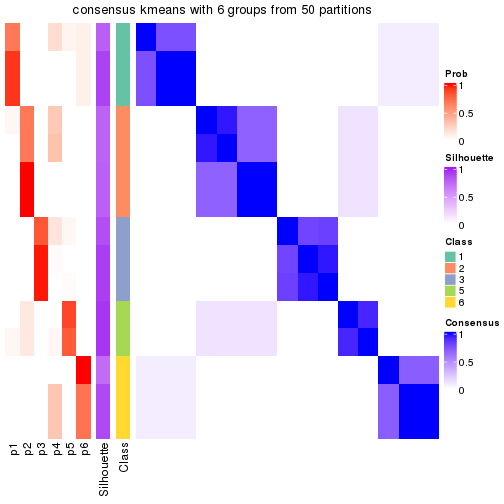 consensus kmeans with 6 groups from 50 partitions
Prob
1
0.5
0
Silhouette
1
0.5
0
Class
1
2
3
5
6
Consensus
1
0.5
0
p1
p2
p3
p4
p5
p6
Silhouette
Class